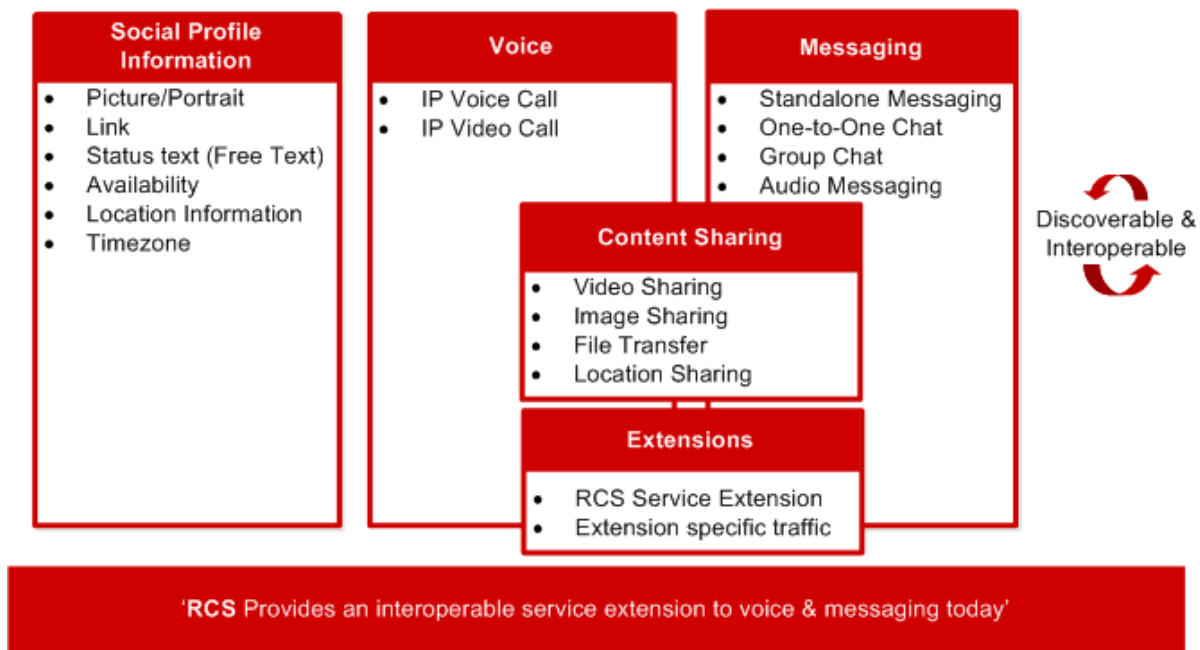 Social Profile
Information
• Picture/Portrait
• Link
• Status text (Free Text)
• Availability
• Location Information
• Timezone
Voice
• IP Voice Call
• IP Video Call
Messaging
• Standalone Messaging
• One-to-One Chat
• Group Chat
• Audio Messaging
Content Sharing
• Video Sharing
• Image Sharing
• File Transfer
• Location Sharing
Extensions
• RCS Service Extension
• Extension specific traffic
Discoverable &
Interoperable
‘RCS Provides an interoperable service extension to voice & messaging today’